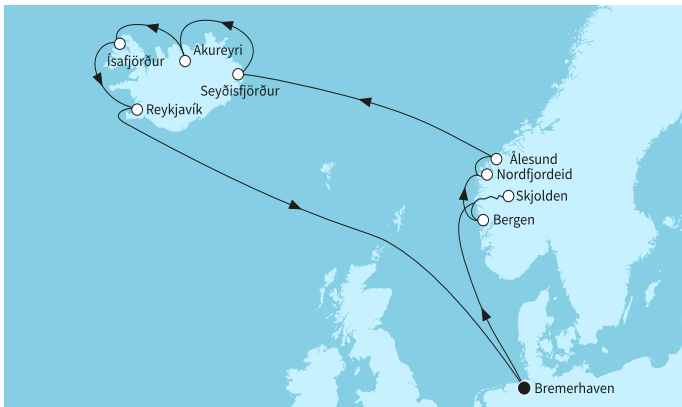 Akureyri
Ísafjörður
Seyðisfjörður
Reykjavík
Ålesund
Nordfjordeid
Skjolden
Bergen
Bremerhaven